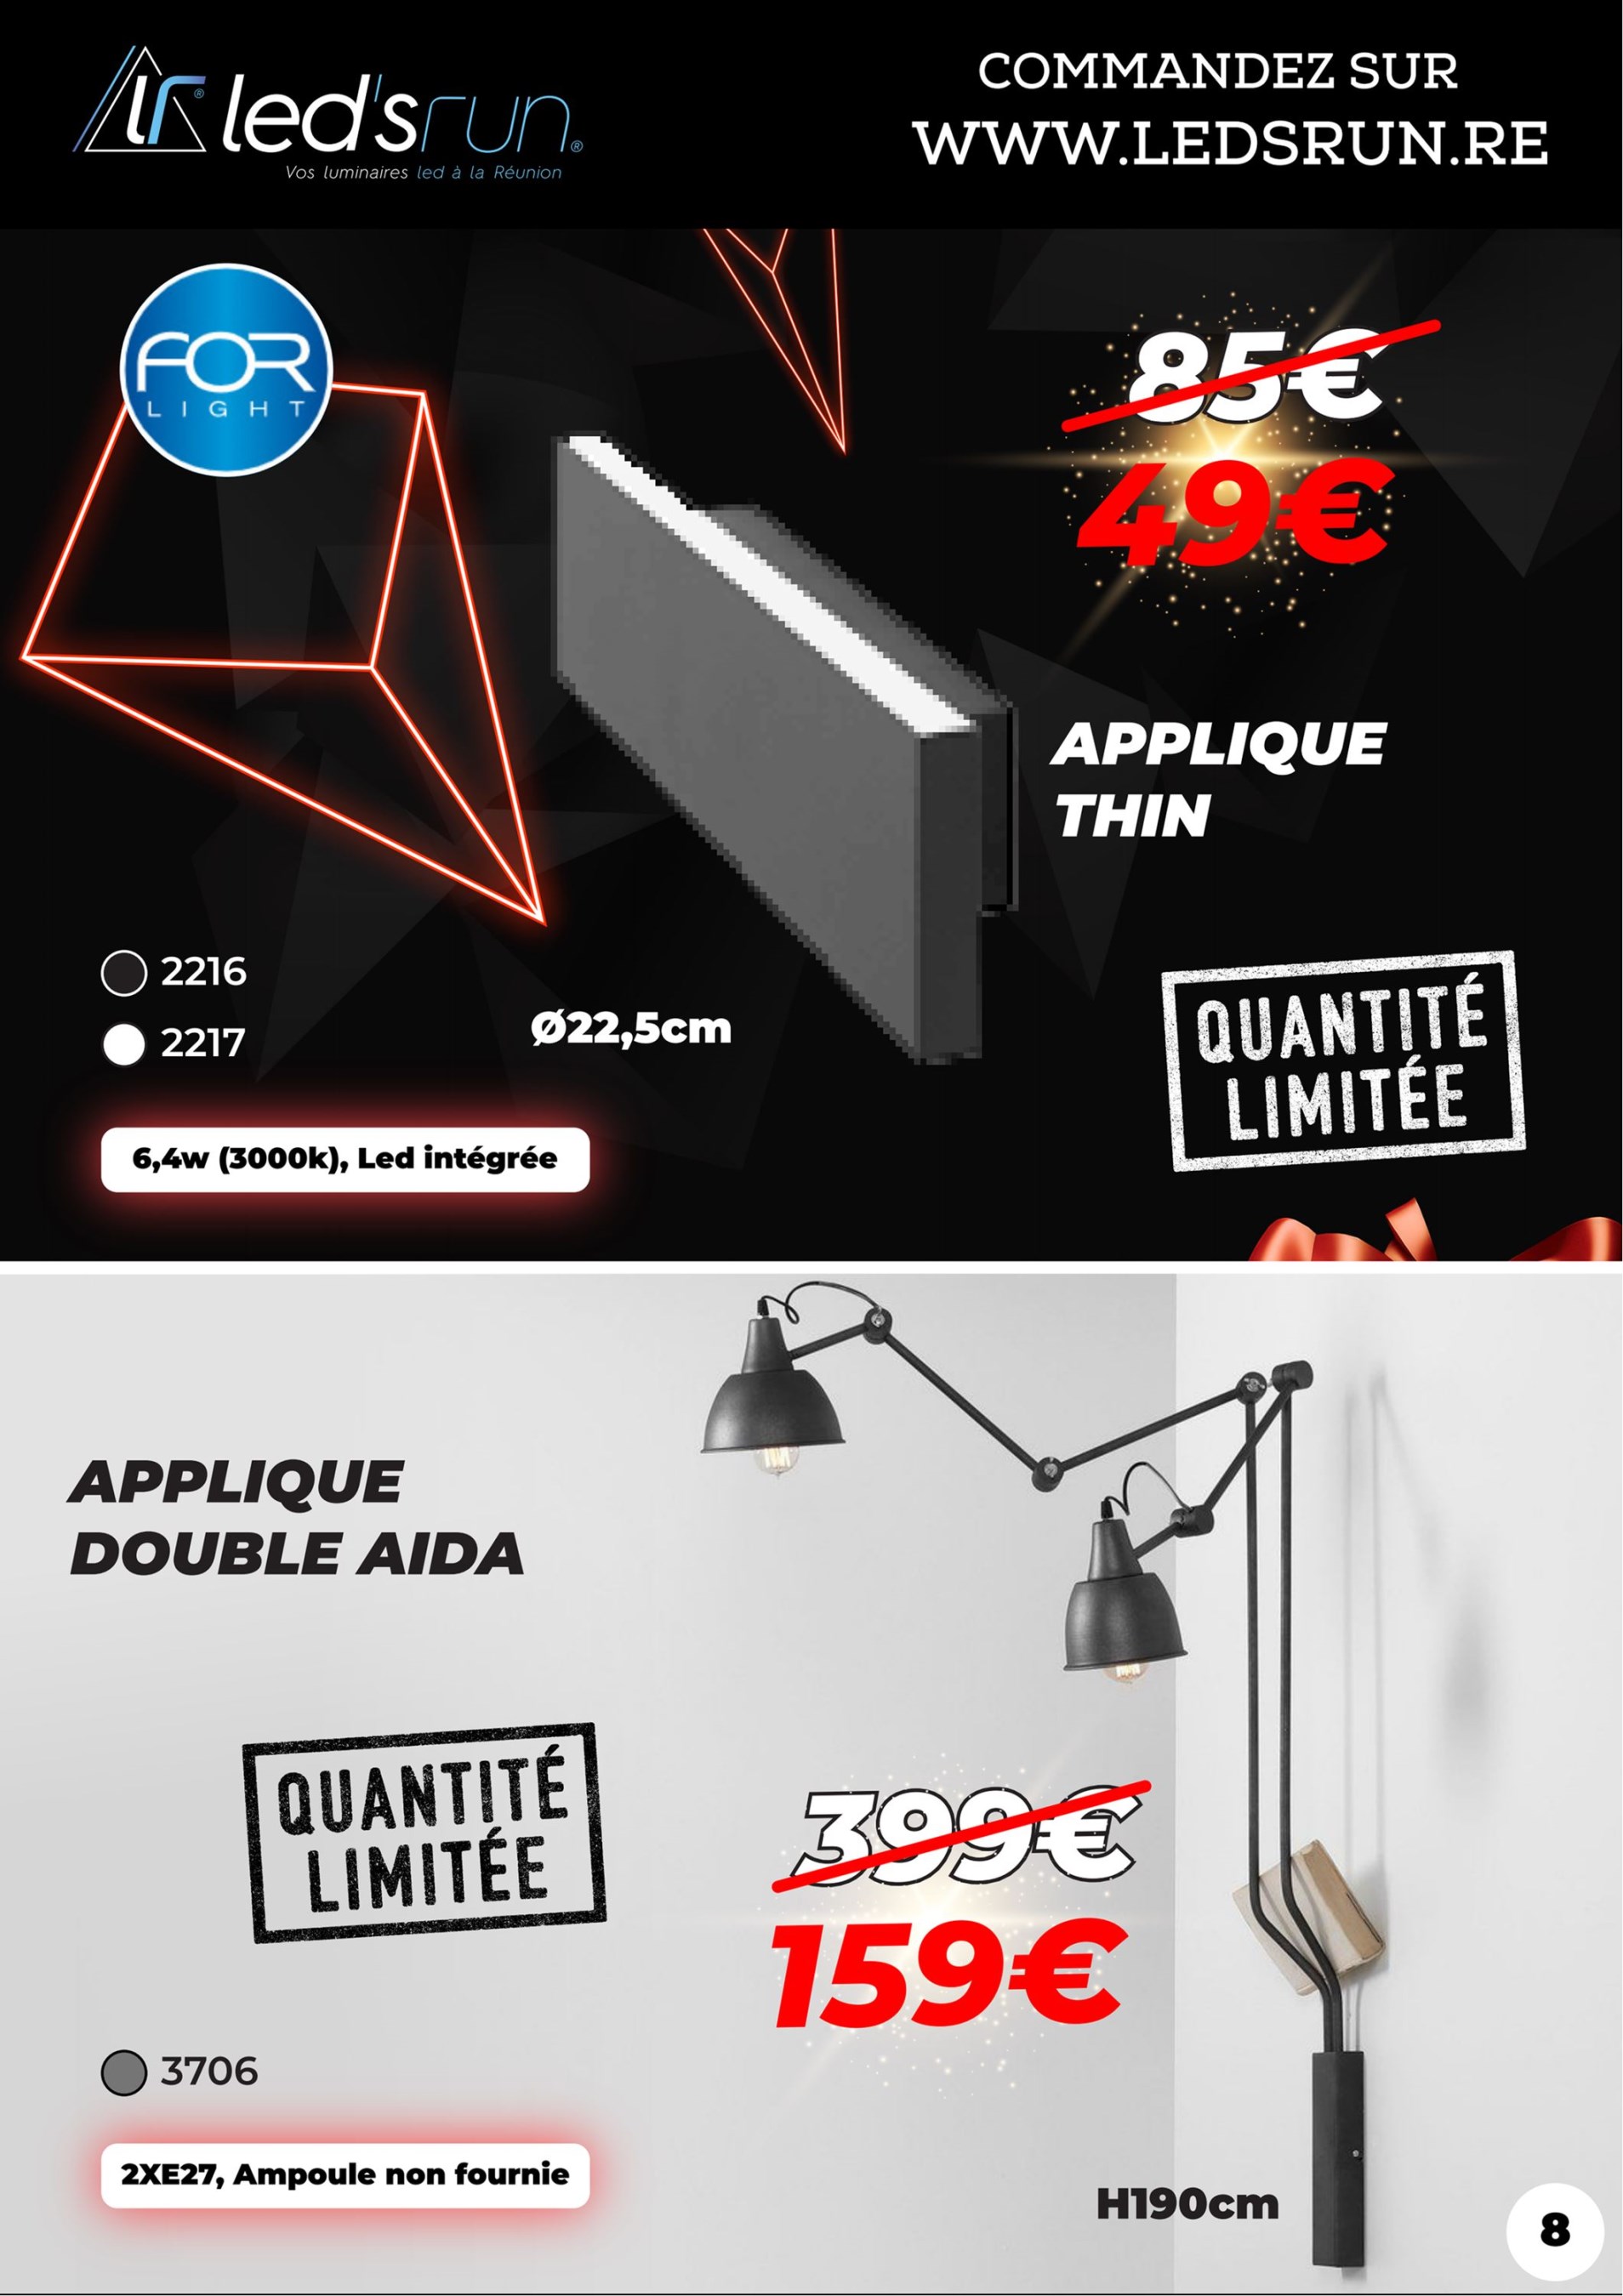 led'srun®
Vos luminaires led à la Réunion
COMMANDEZ SUR
WWW.LEDSRUN.RE
FOR
LIGHT
85€
49€
APPLIQUE
THIN
2216
2217
Ø22,5cm
QUANTITÉ
LIMITÉE
6,4w (3000k), Led intégrée
APPLIQUE
DOUBLE AIDA
QUANTITÉ
LIMITÉE
399€
159€
3706
2XE27, Ampoule non fournie
H190cm
8